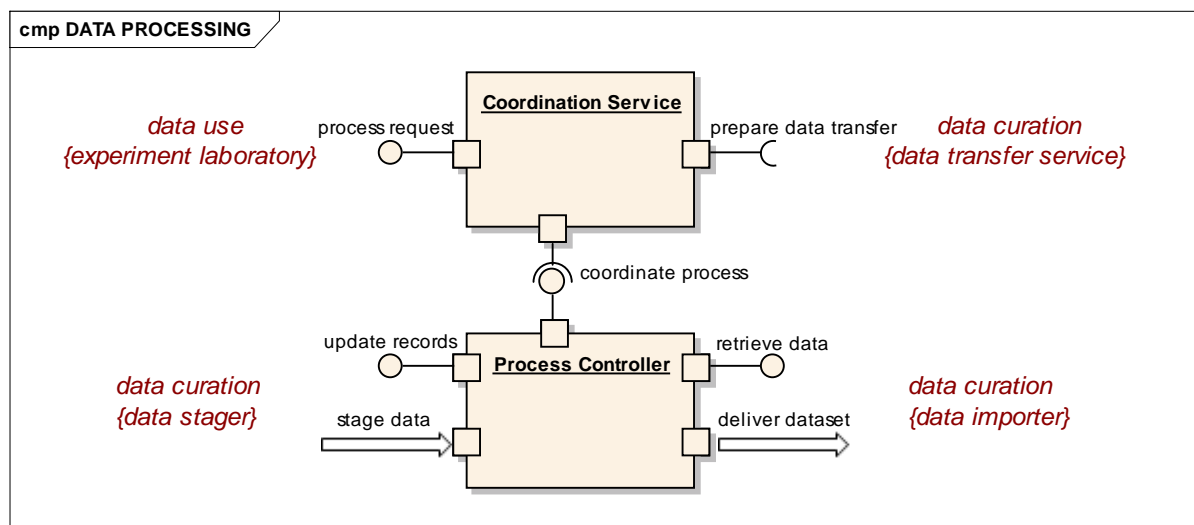 cmp DATA PROCESSING
Coordination Service
data use
{experiment laboratory}
process request
prepare data transfer
data curation
{data transfer service}
coordinate process
update records
Process Controller
retrieve data
data curation
{data stager}
stage data
deliver dataset
data curation
{data importer}